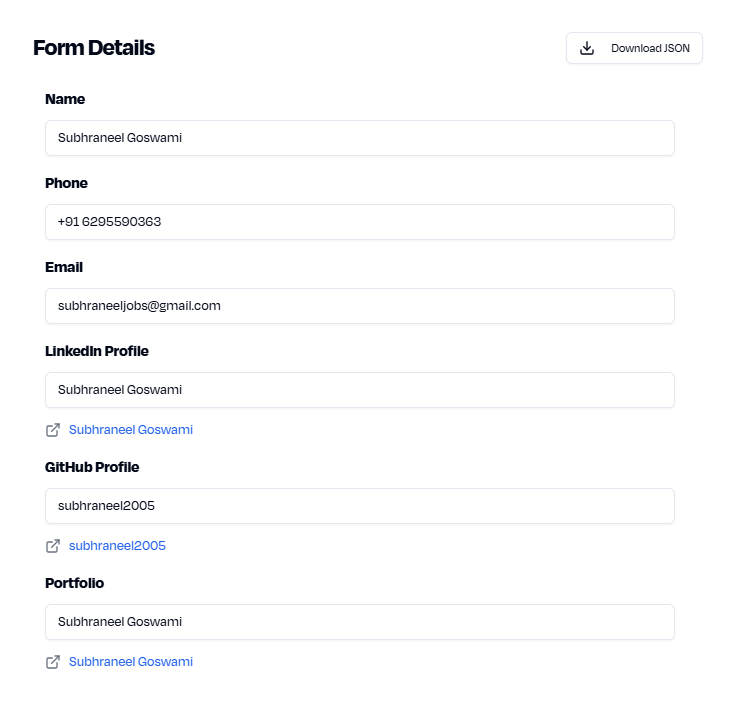 Form Details
Download JSON
Name
Subhraneel Goswami
Phone
+91 6295590363
Email
subhraneeljobs@gmail.com
LinkedIn Profile
Subhraneel Goswami
Subhraneel Goswami
GitHub Profile
subhraneel2005
subhraneel2005
Portfolio
Subhraneel Goswami
Subhraneel Goswami